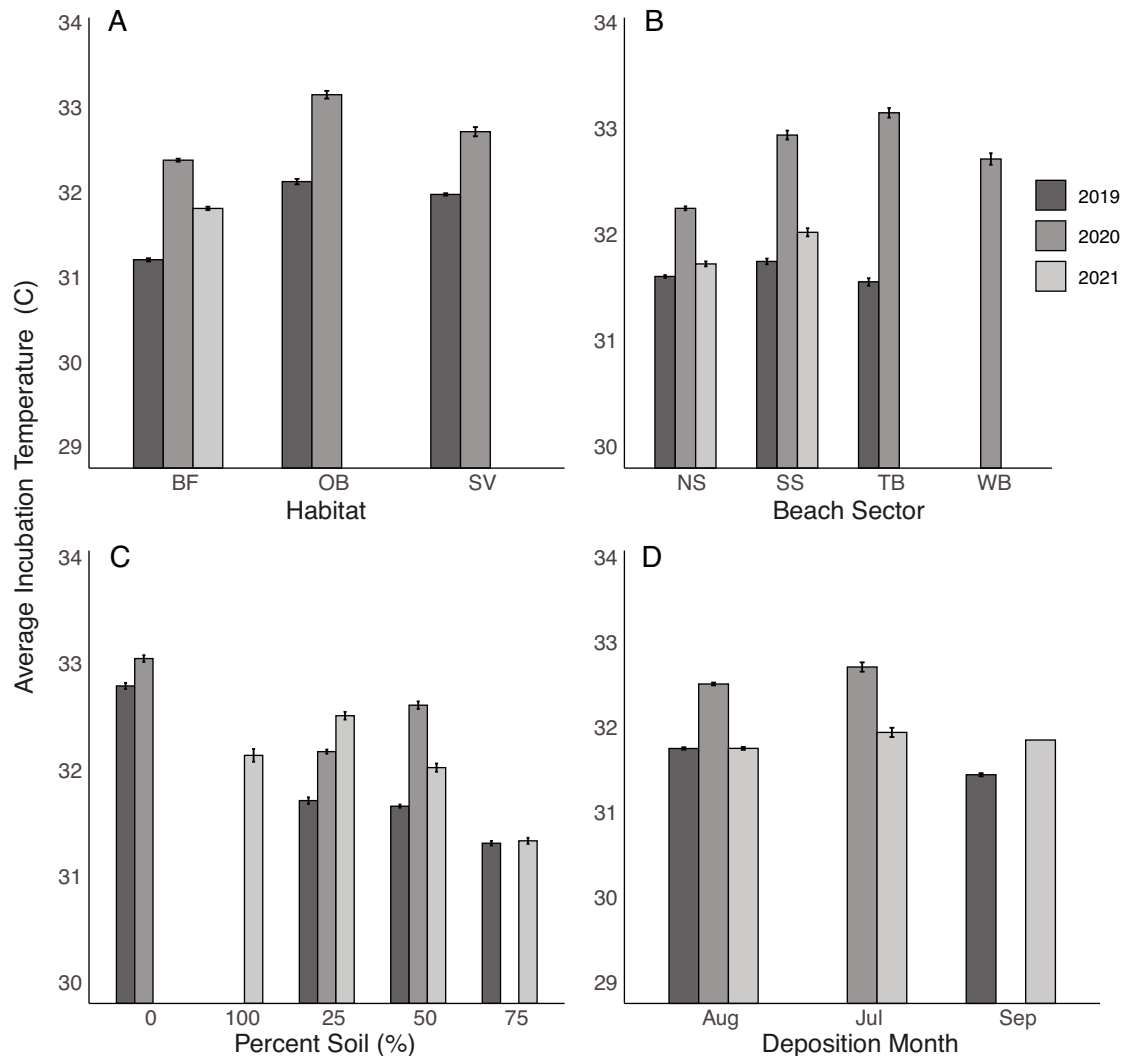 A
34
33
32
31
30
29
BF OB SV
Habitat
B
34
33
32
31
30
NS SS TB WB
Beach Sector
2019
2020
2021
Average Incubation Temperature (C)
C
34
33
32
31
30
0 100 25 50 75
Percent Soil (%)
D
34
33
32
31
30
29
Aug Jul Sep
Deposition Month